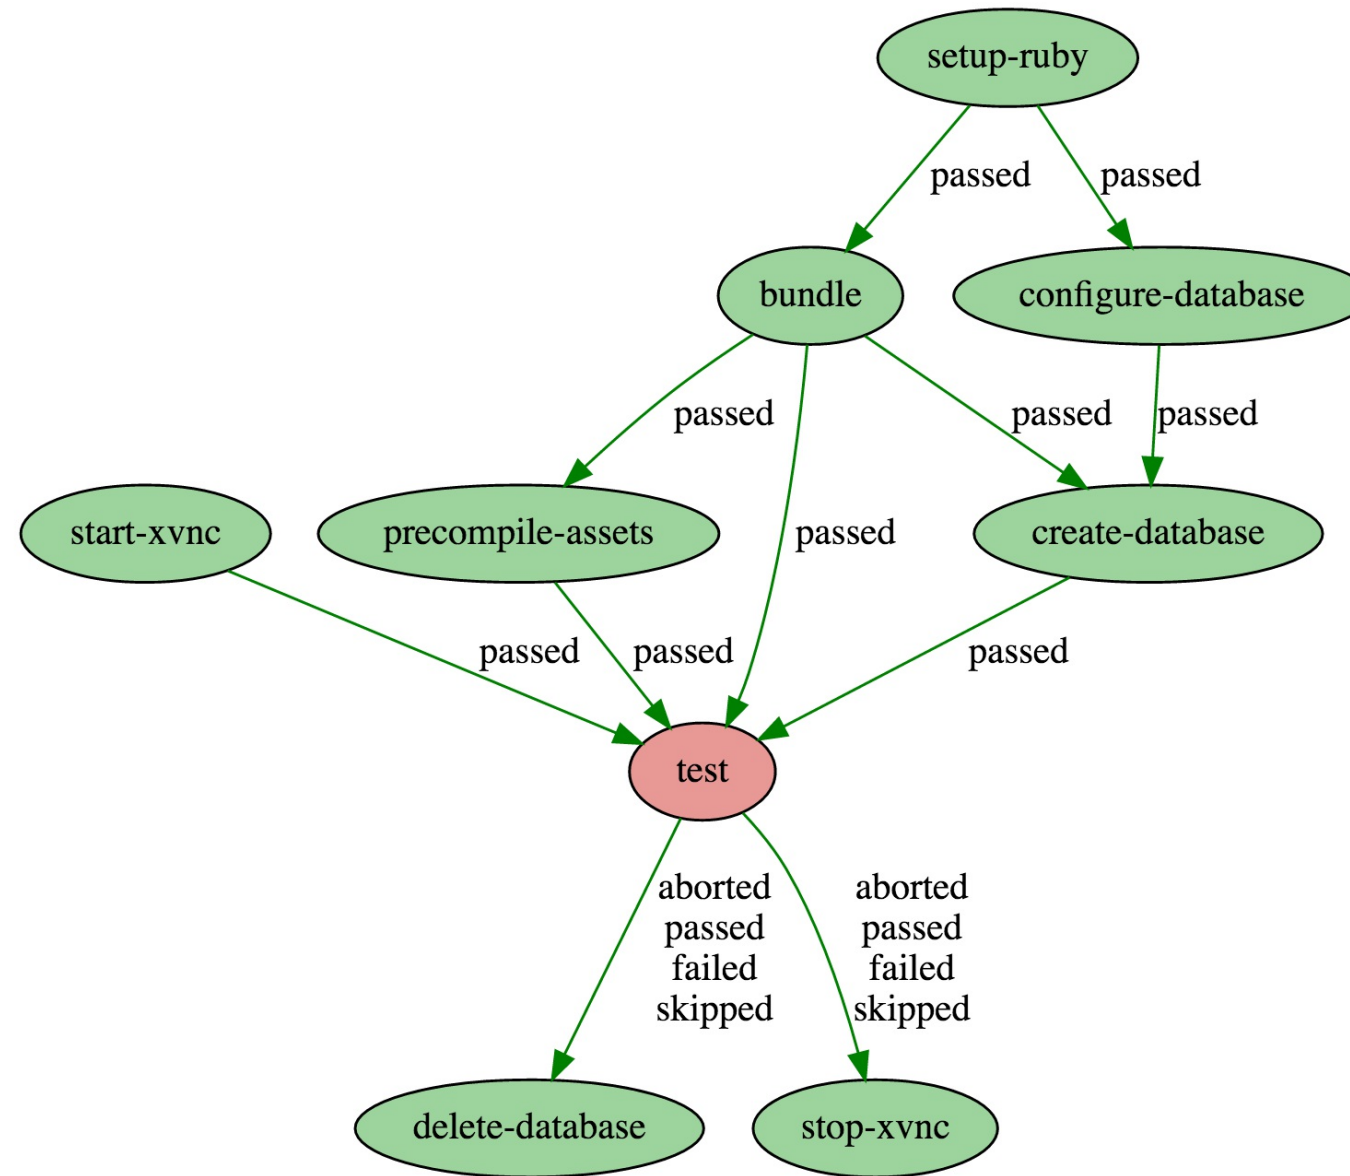 setup-ruby
passed
passed
bundle
configure-database
passed
passed
passed
start-xvnc
precompile-assets
passed
create-database
passed
passed
passed
test
aborted
passed
failed
skipped
aborted
passed
failed
skipped
delete-database
stop-xvnc